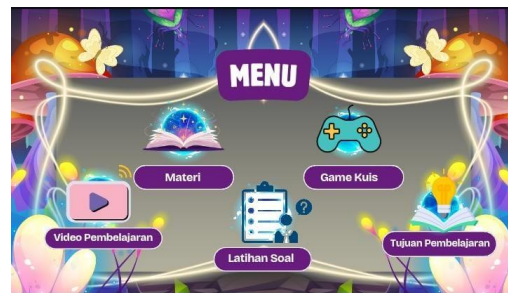 MENU
Materi
Game Kuis
Video Pembelajaran
Latihan Soal
Tujuan Pembelajaran